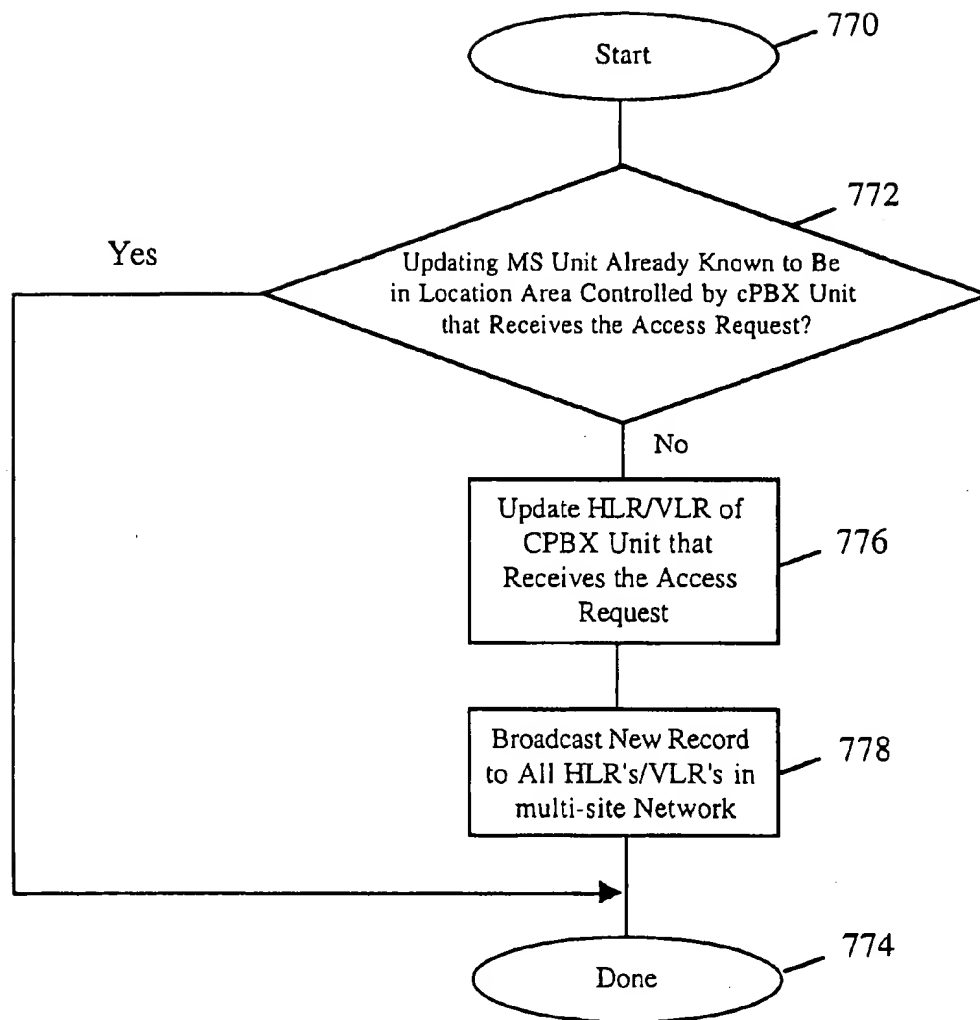 770
Start
772
Yes
Updating MS Unit Already Known to Be
in Location Area Controlled by cPBX Unit
that Receives the Access Request?
No
Update HLR/VLR of
CPBX Unit that
Receives the Access
Request
776
Broadcast New Record
to All HLR's/VLR's in
multi-site Network
778
774
Done